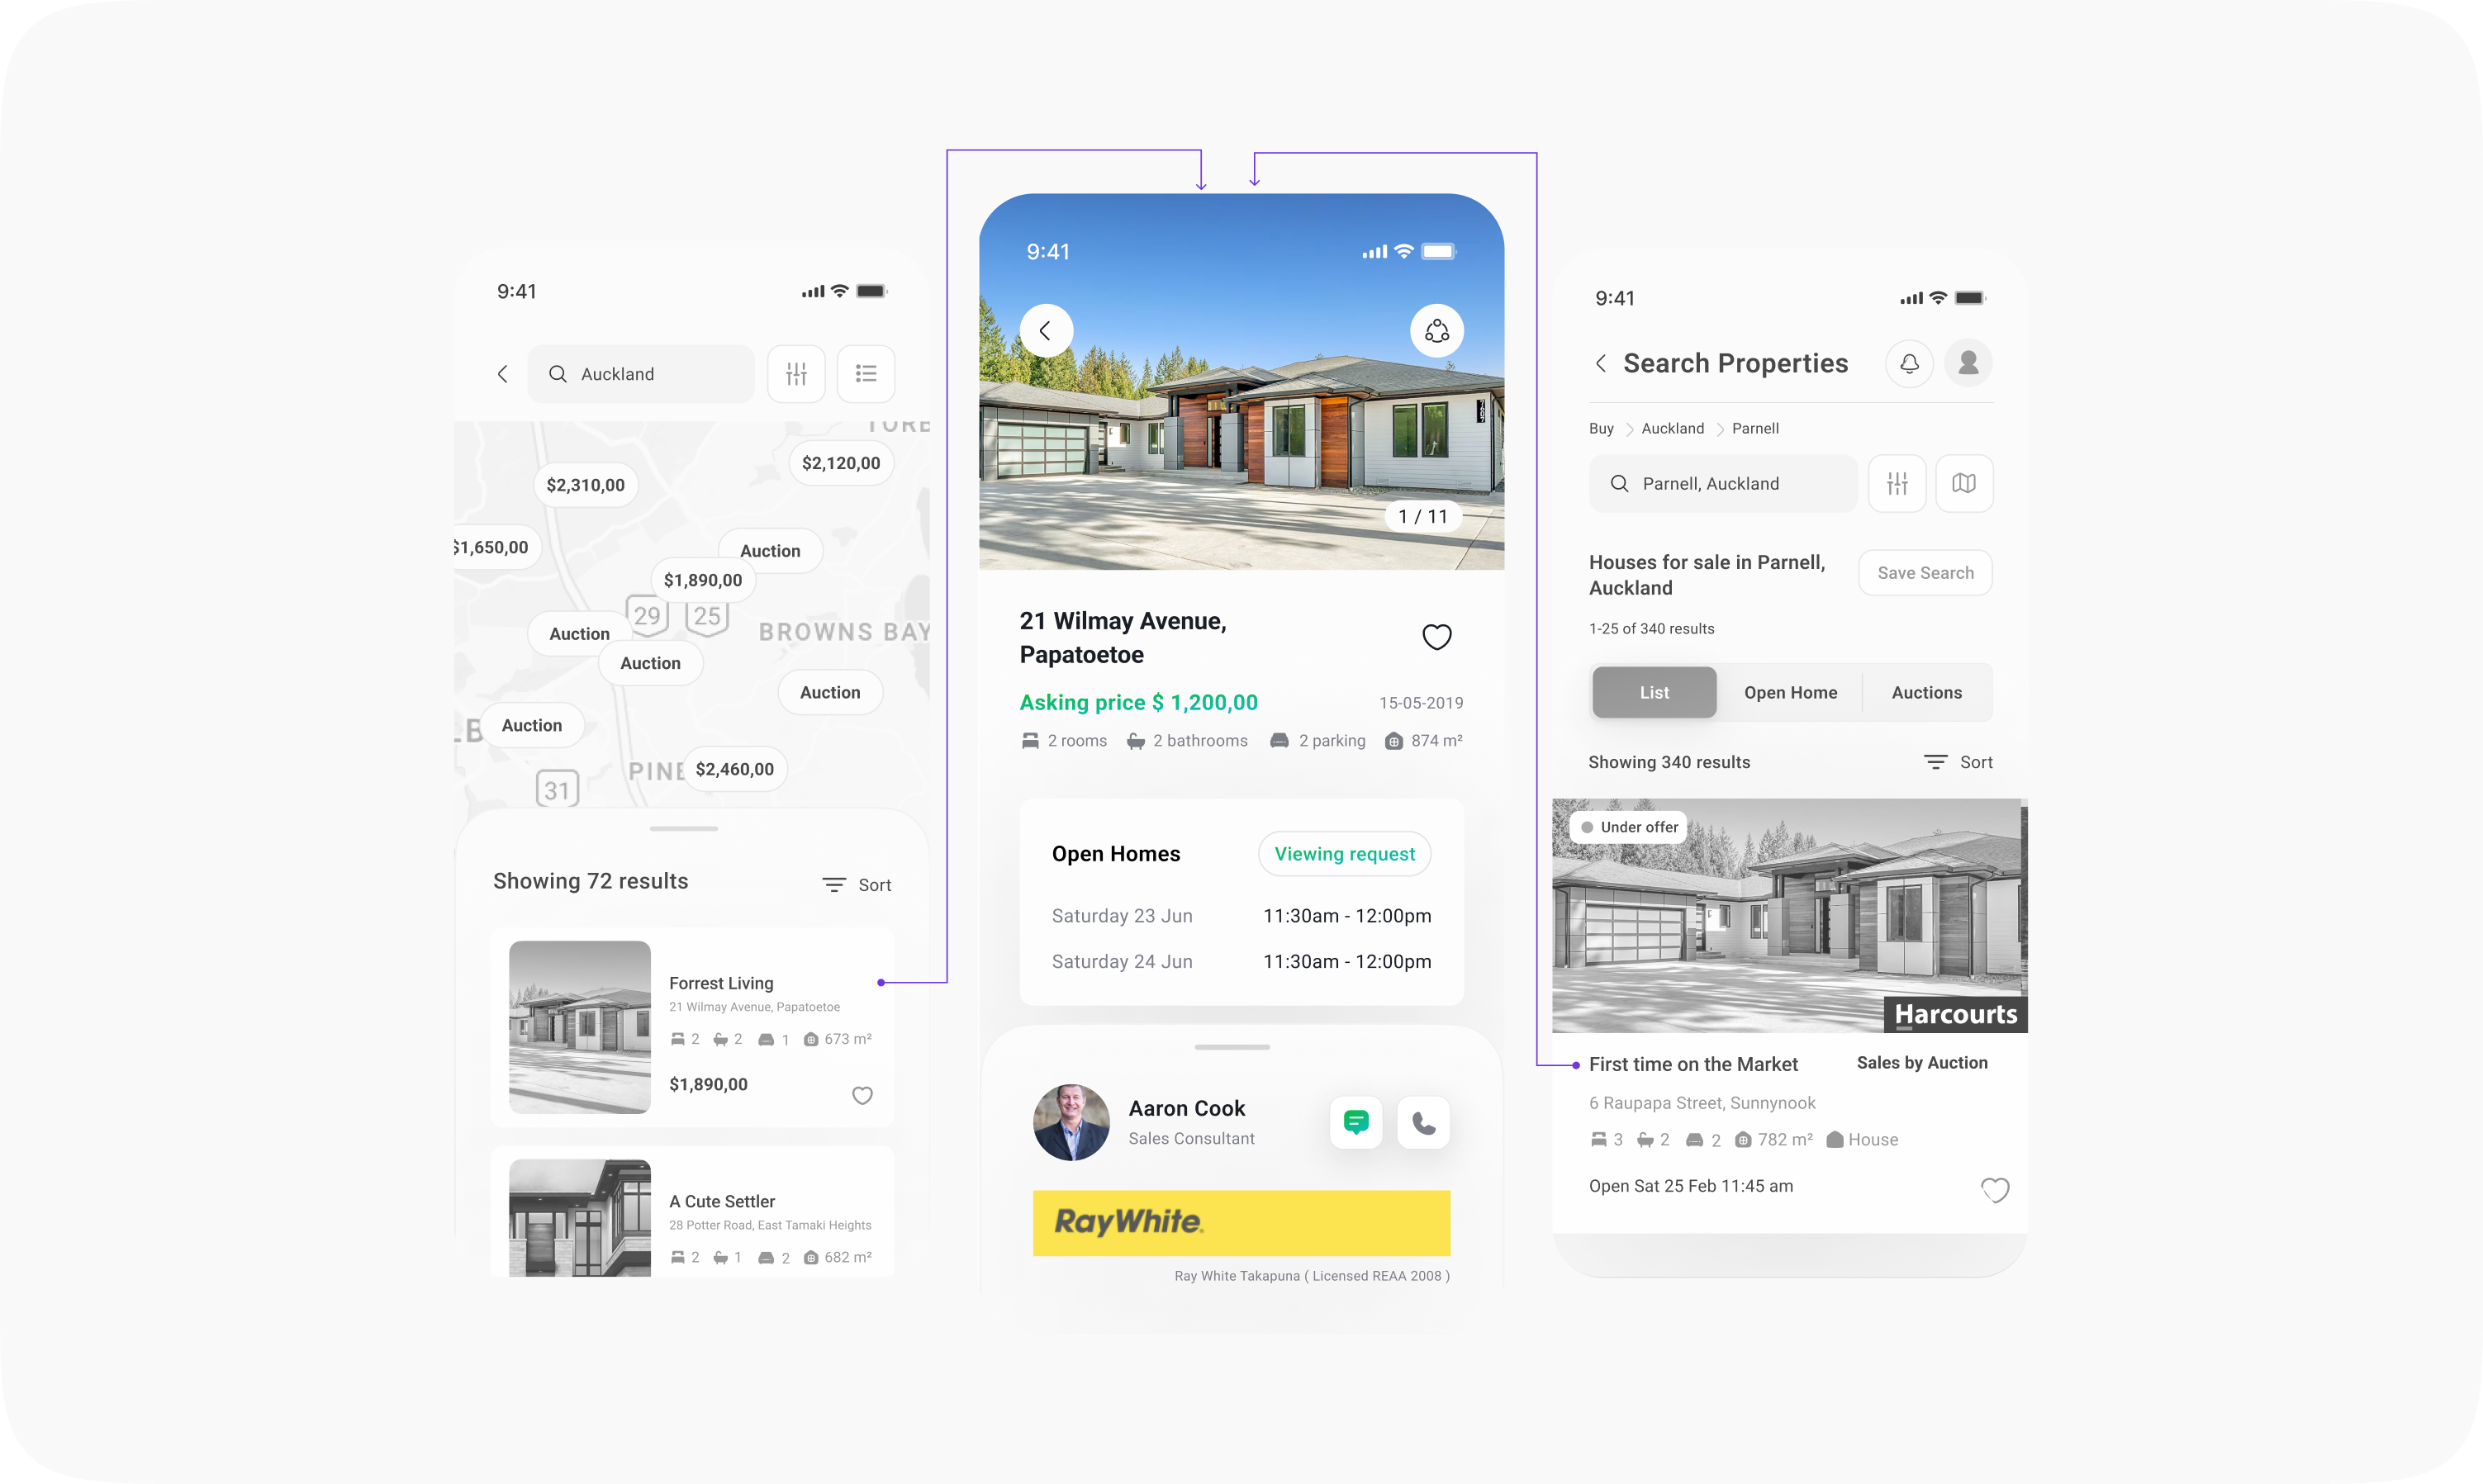 9:41
Auckland
$2,310,00
$2,120,00
$1,650,00
Auction
$1,890,00
29
25
Auction
BROWNS BAY
Auction
Auction
Auction
PINE
$2,460,00
31
Showing 72 results
Sort
Forrest Living
21 Wilmay Avenue, Papatoetoe
2 2 1 673 m²
$1,890,00
A Cute Settler
28 Potter Road, East Tamaki Heights
2 1 2 682 m²
9:41
1 / 11
21 Wilmay Avenue,
Papatoetoe
Asking price $ 1,200,00
15-05-2019
2 rooms 2 bathrooms 2 parking 874 m²
Open Homes
Viewing request
Saturday 23 Jun 11:30am - 12:00pm
Saturday 24 Jun 11:30am - 12:00pm
Aaron Cook
Sales Consultant
RayWhite.
Ray White Takapuna ( Licensed REAA 2008 )
9:41
Search Properties
Buy > Auckland > Parnell
Parnell, Auckland
Houses for sale in Parnell,
Auckland
Save Search
1-25 of 340 results
List Open Home Auctions
Showing 340 results
Sort
Under offer
Harcourts
First time on the Market
Sales by Auction
6 Raupapa Street, Sunnynook
3 2 2 782 m² House
Open Sat 25 Feb 11:45 am